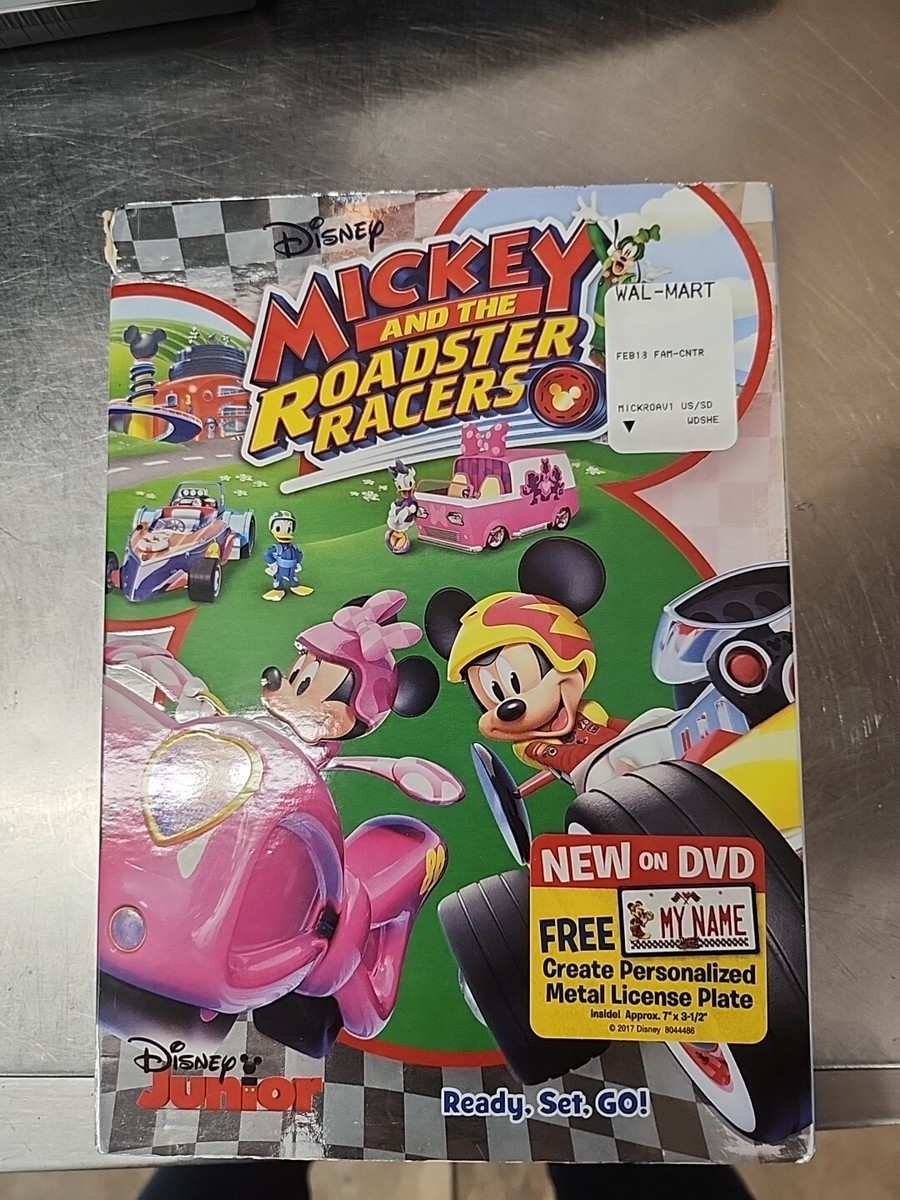 Disney
MICKEY
AND THE
ROADSTER
RACERS
WAL-MART
FEB13 FAM-CNTR
MICKROAV1 US/SD
WDSHE
NEW ON DVD
FREE
MY NAME
Create Personalized
Metal License Plate
Inside! Approx. 7" x 3-1/2"
© 2017 Disney 8044486
Disney
Junior
Ready, Set, GO!